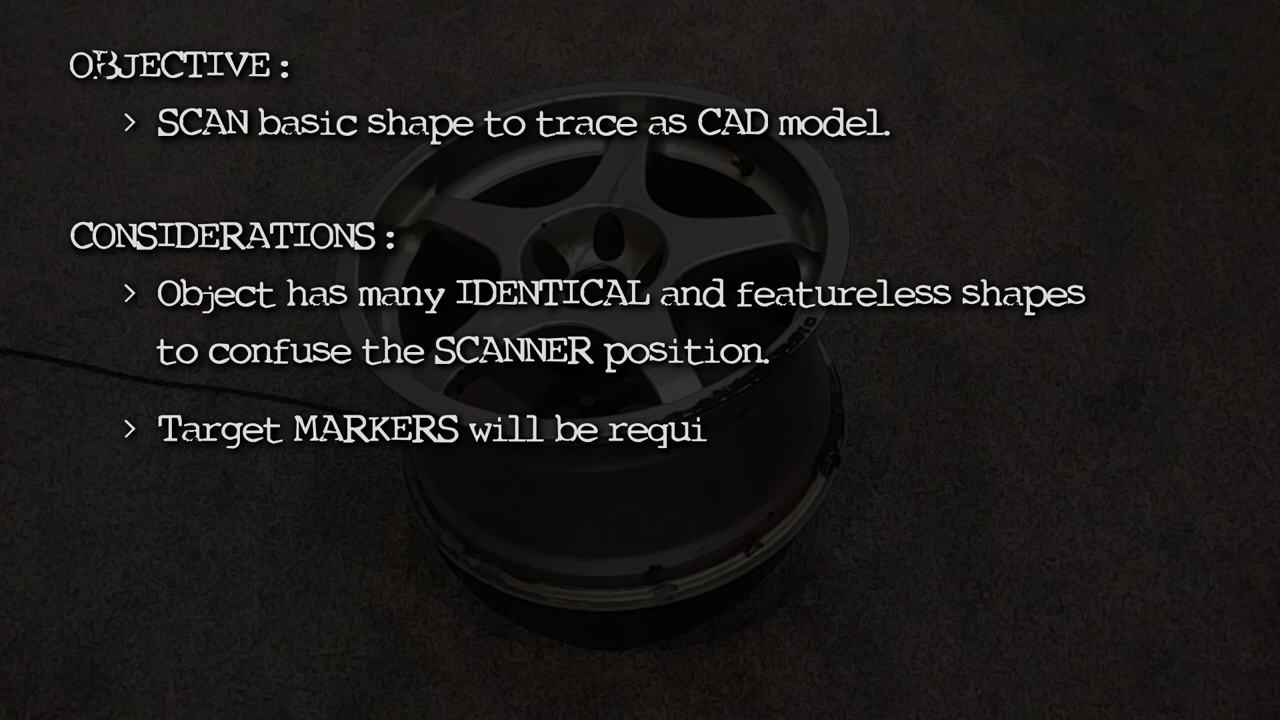 OBJECTIVE:
> SCAN basic shape to trace as CAD model.
CONSIDERATIONS:
> Object has many IDENTICAL and featureless shapes
to confuse the SCANNER position.
> Target MARKERS will be requi